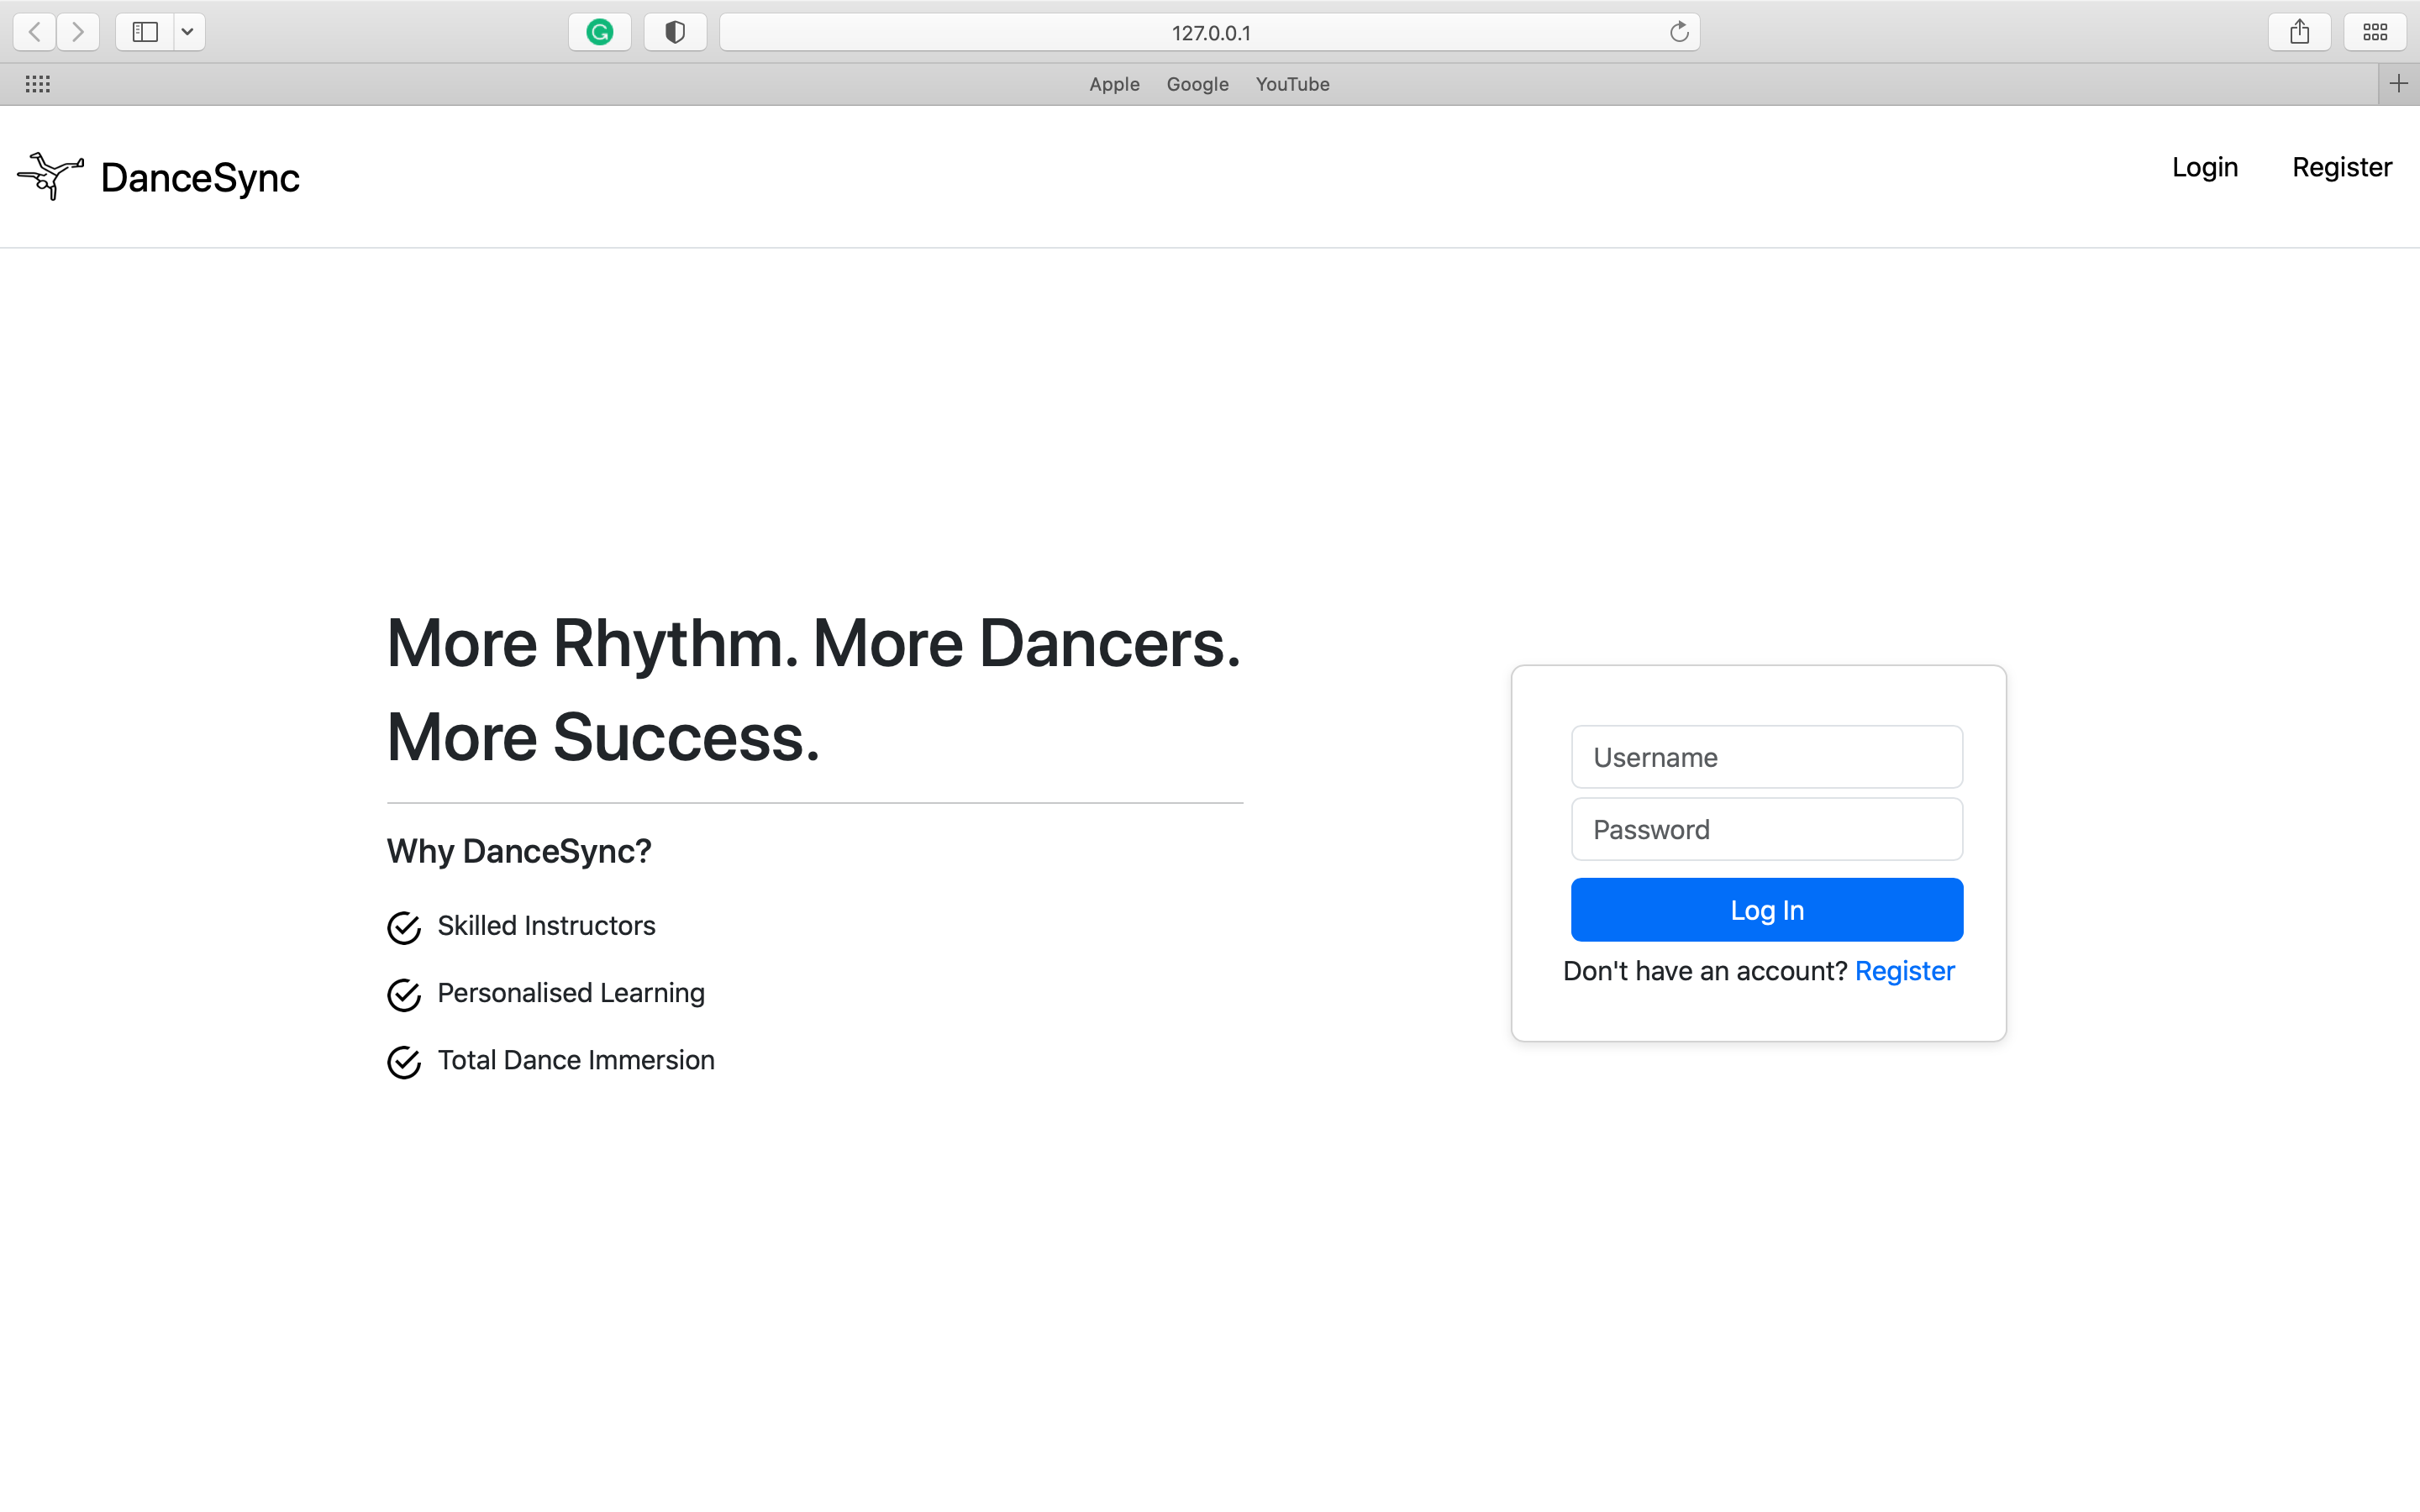 127.0.0.1
Apple Google YouTube
DanceSync
Login Register
More Rhythm. More Dancers.
More Success.
Why DanceSync?
Skilled Instructors
Personalised Learning
Total Dance Immersion
Username
Password
Log In
Don't have an account? Register